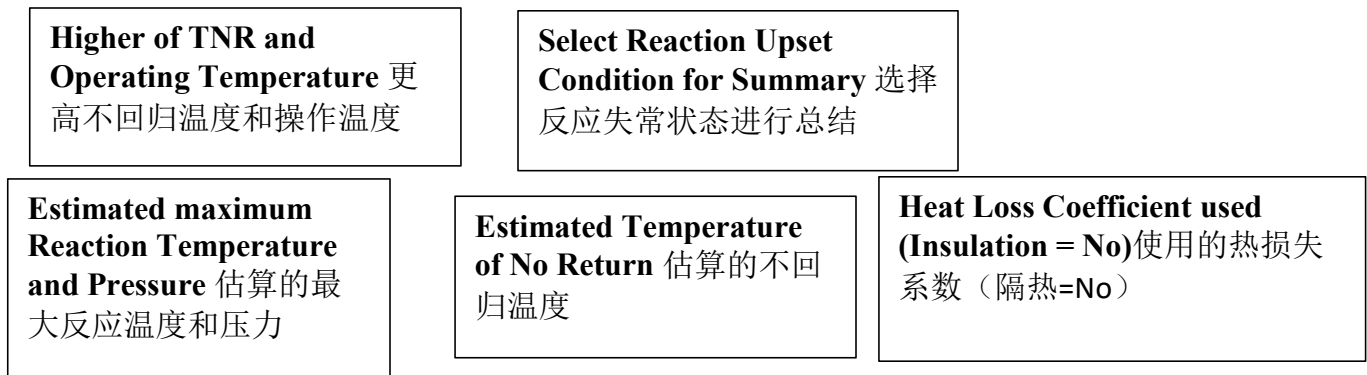 Higher of TNR and
Operating Temperature 更
高不回归温度和操作温度
Select Reaction Upset
Condition for Summary 选择
反应失常状态进行总结
Estimated maximum
Reaction Temperature
and Pressure 估算的最
大反应温度和压力
Estimated Temperature
of No Return 估算的不回
归温度
Heat Loss Coefficient used
(Insulation = No)使用的热损失
系数（隔热=No）